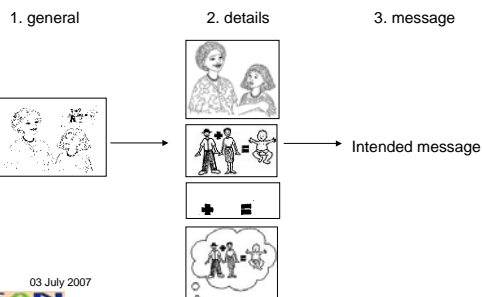 1. general
2. details
3. message
+
=
Intended message
+ =
+
=
03 July 2007